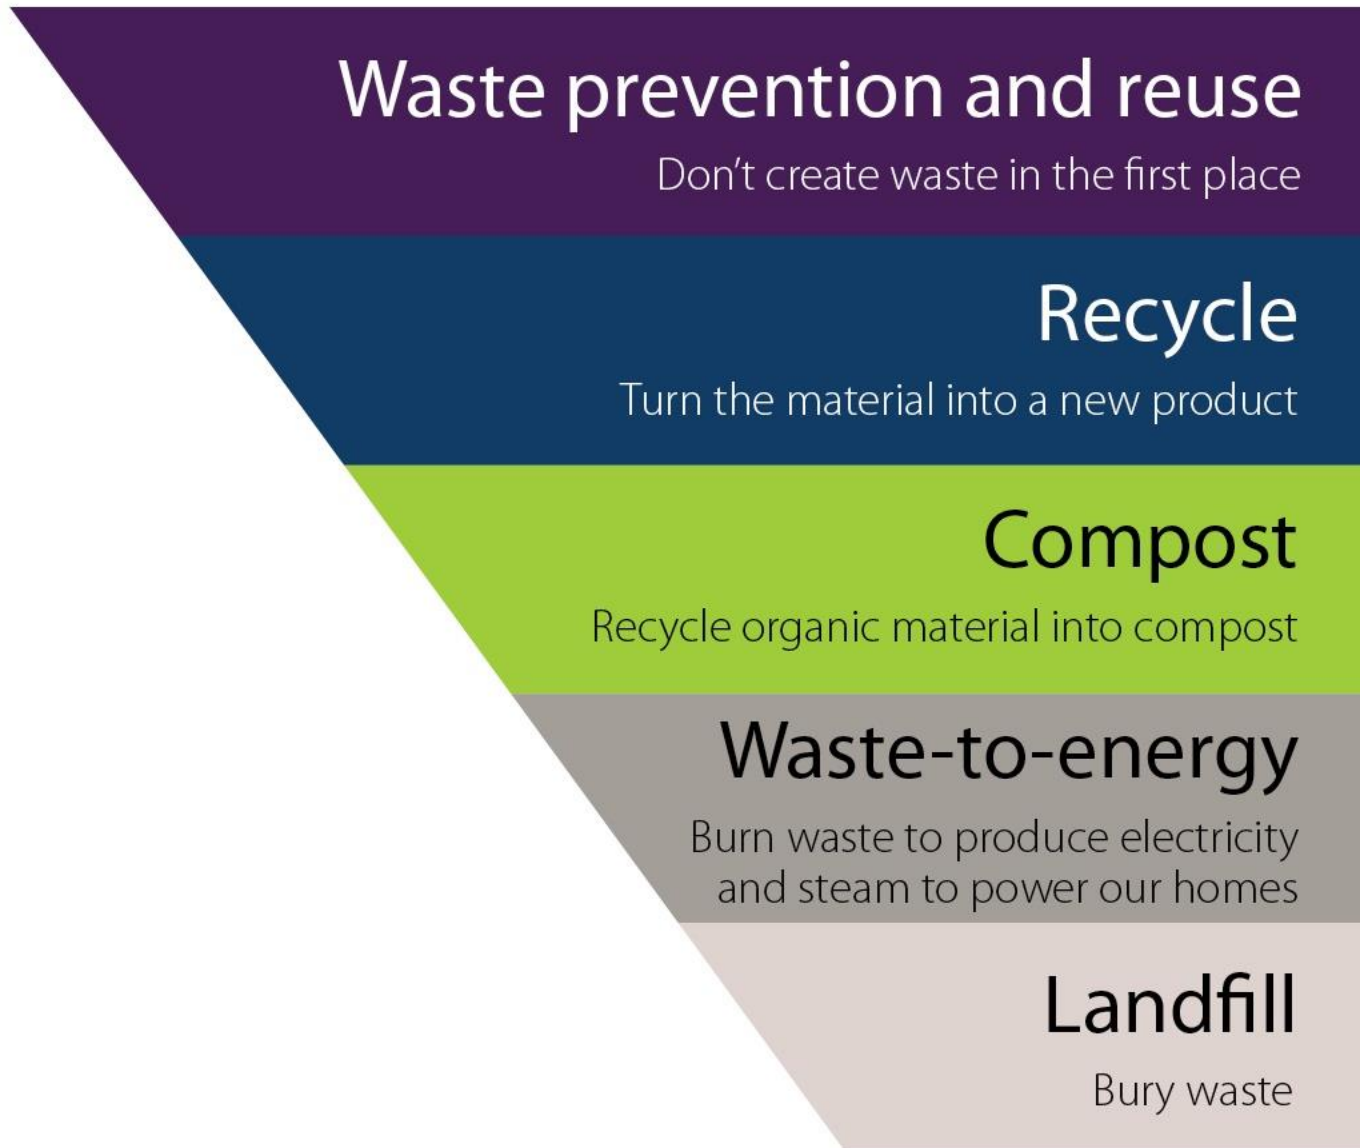 Waste prevention and reuse
Don't create waste in the first place
Recycle
Turn the material into a new product
Compost
Recycle organic material into compost
Waste-to-energy
Burn waste to produce electricity
and steam to power our homes
Landfill
Bury waste